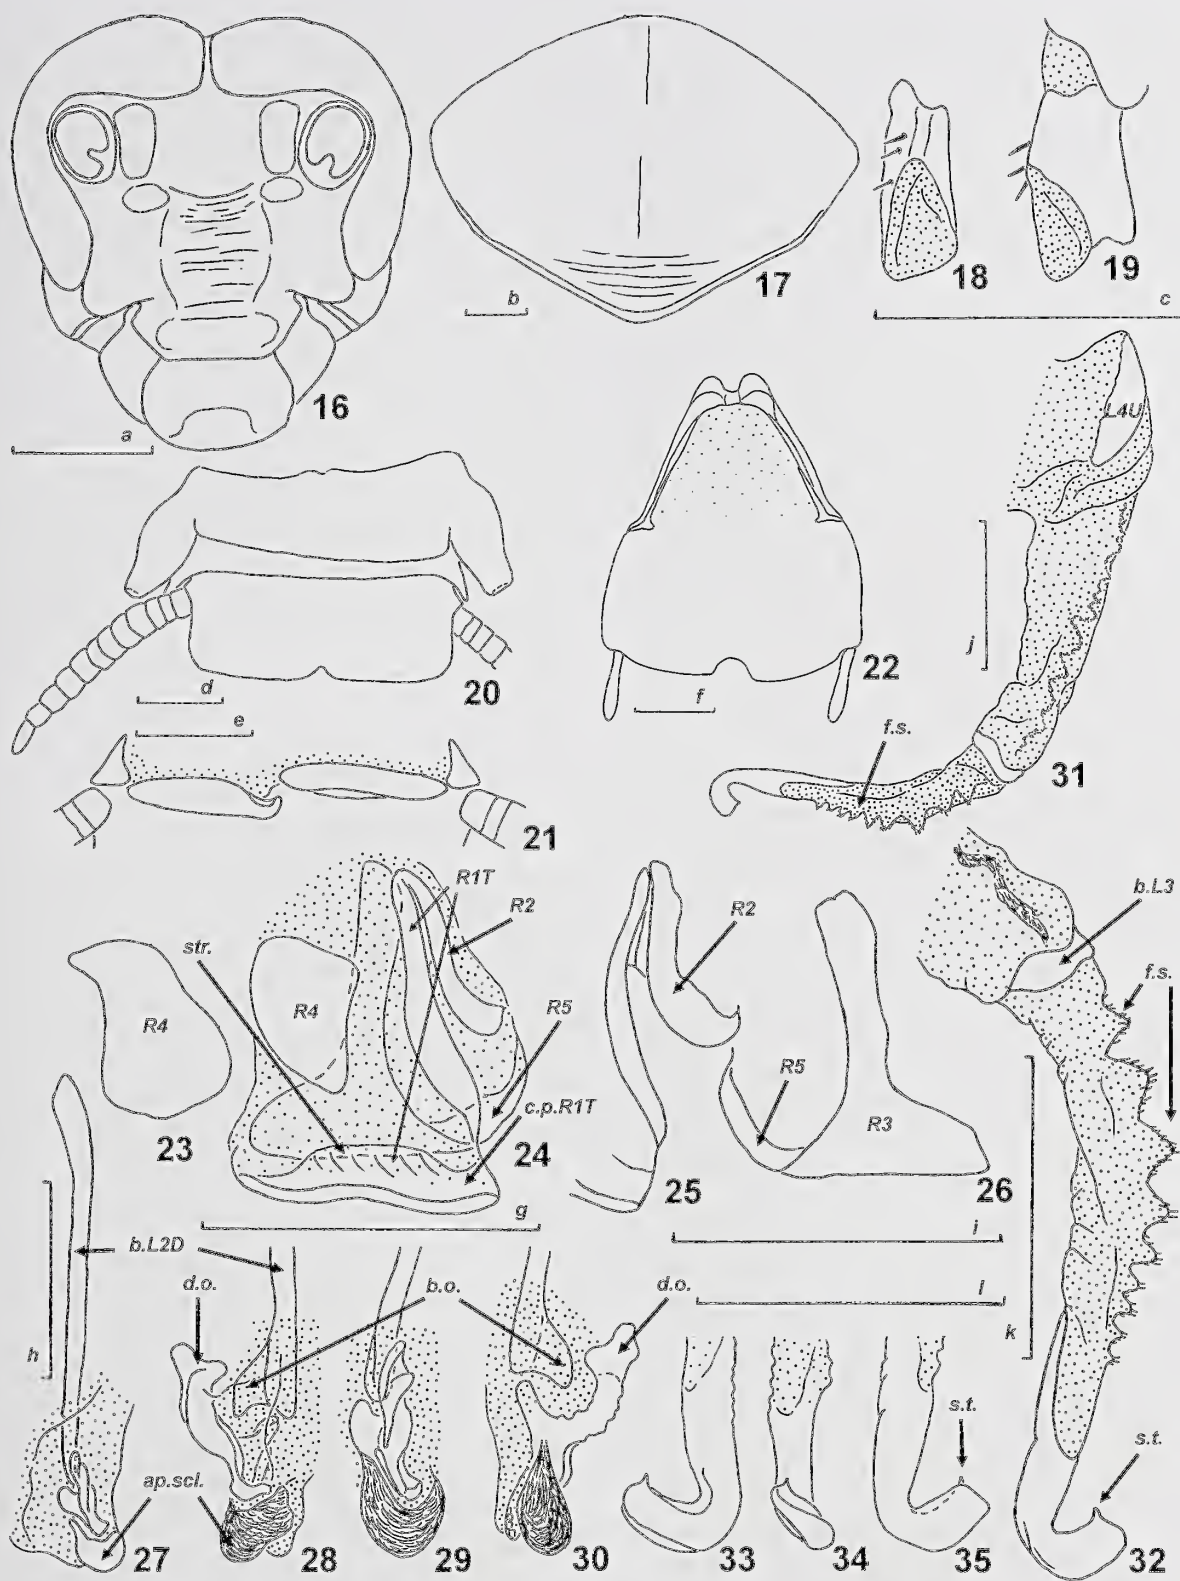 16
a
b
17
18
19
c
20
d
e
21
22
f
L4U
j
f.s.
31
R4
23
str.
R4
R1T
R2
R5
c.p.R1T
24
g
R2
25
R5
R3
26
i
b.L3
f.s.
b.L2D
h
d.o.
b.o.
d.o.
l
k
ap.scl.
27
28
29
30
33
34
s.t.
35
s.t.
32